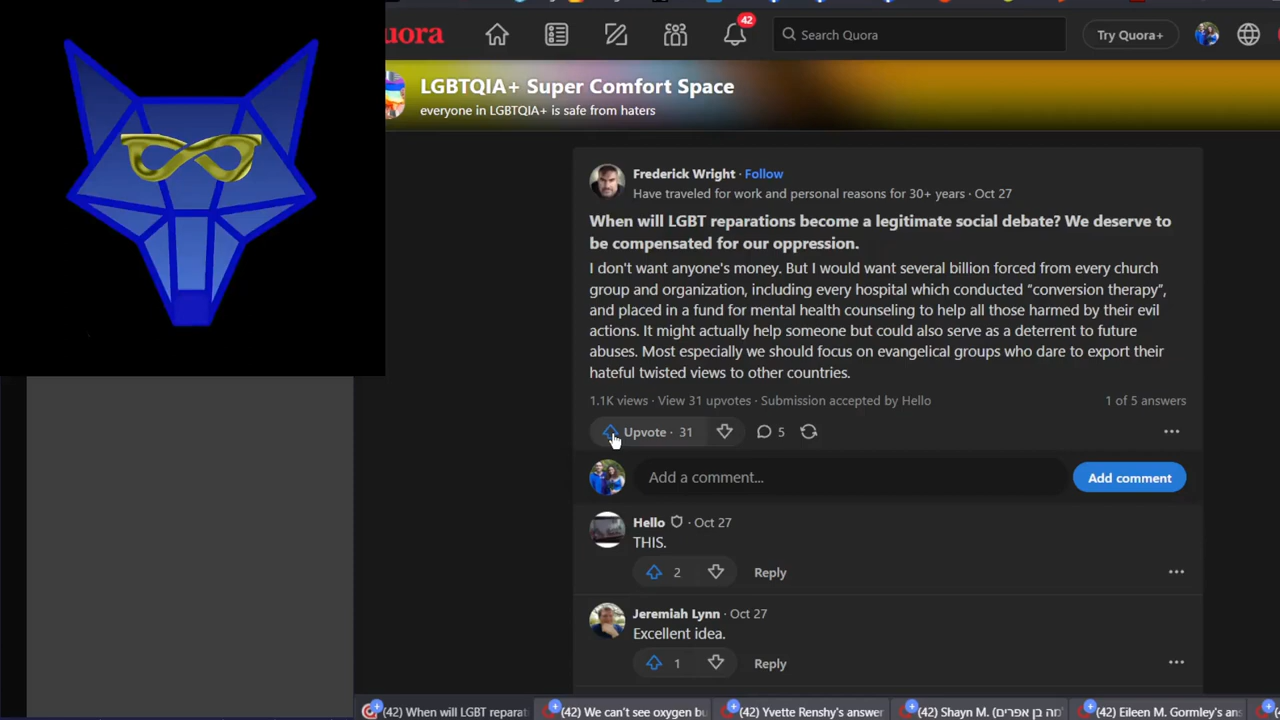 uora
42
Search Quora
Try Quora+
LGBTQIA+ Super Comfort Space
everyone in LGBTQIA+ is safe from haters
Frederick Wright · Follow
Have traveled for work and personal reasons for 30+ years · Oct 27
When will LGBT reparations become a legitimate social debate? We deserve to
be compensated for our oppression.
I don't want anyone's money. But I would want several billion forced from every church
group and organization, including every hospital which conducted “conversion therapy”,
and placed in a fund for mental health counseling to help all those harmed by their evil
actions. It might actually help someone but could also serve as a deterrent to future
abuses. Most especially we should focus on evangelical groups who dare to export their
hateful twisted views to other countries.
1.1K views · View 31 upvotes · Submission accepted by Hello 1 of 5 answers
Upvote · 31 5
Add a comment... Add comment
Hello · Oct 27
THIS.
2 Reply
Jeremiah Lynn · Oct 27
Excellent idea.
1 Reply
(42) When will LGBT reparat (42) We can't see oxygen bu (42) Yvette Renshy's answer (42) Shayn M. (מה בן אפרים) (42) Eileen M. Gormley's an